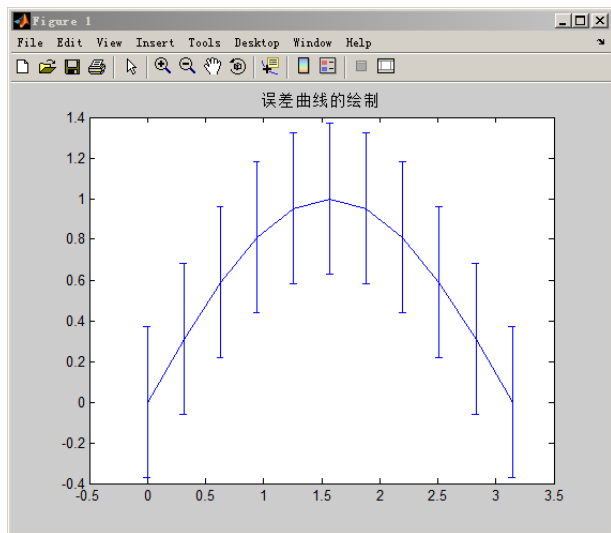 Figure 1
File Edit View Insert Tools Desktop Window Help
误差曲线的绘制
1.4
1.2
1
0.8
0.6
0.4
0.2
0
-0.2
-0.4
-0.5 0 0.5 1 1.5 2 2.5 3 3.5